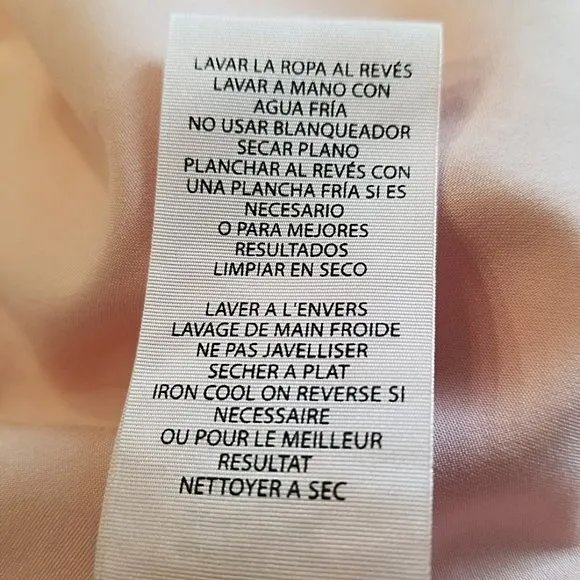 LAVAR LA ROPA AL REVÉS
LAVAR A MANO CON
AGUA FRÍA
NO USAR BLANQUEADOR
SECAR PLANO
PLANCHAR AL REVÉS CON
UNA PLANCHA FRÍA SI ES
NECESARIO
O PARA MEJORES
RESULTADOS
LIMPIAR EN SECO
LAVER A L'ENVERS
LAVAGE DE MAIN FROIDE
NE PAS JAVELLISER
SECHER A PLAT
IRON COOL ON REVERSE SI
NECESSAIRE
OU POUR LE MEILLEUR
RESULTAT
NETTOYER A SEC